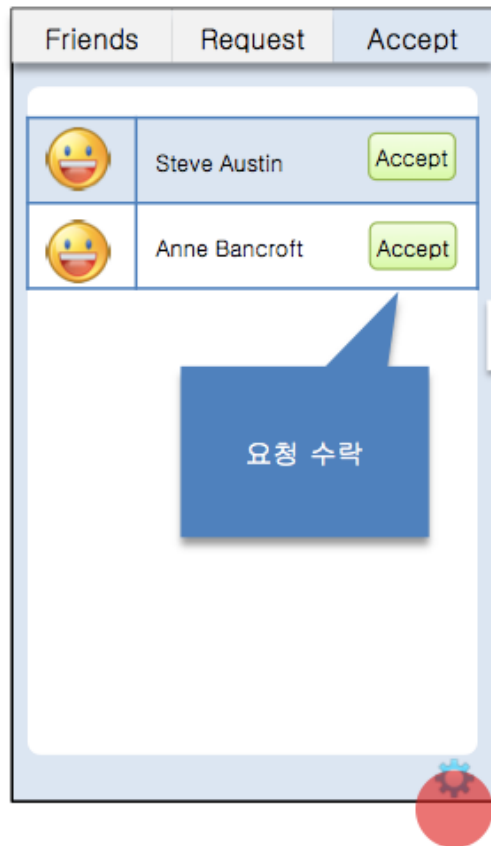 Friends Request Accept
Steve Austin Accept
Anne Bancroft Accept
요청 수락